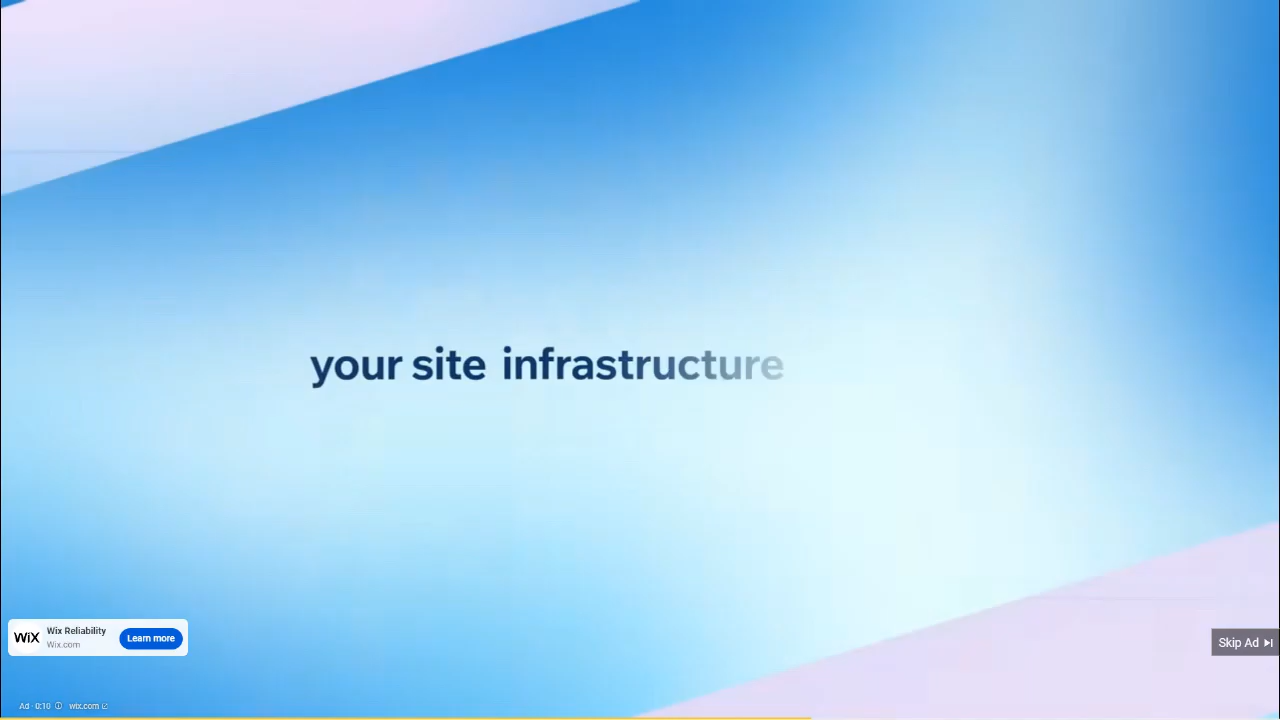 your site infrastructure
WiX
Wix Reliability
Wix.com
Learn more
Skip Ad
Ad · 0:10
wix.com